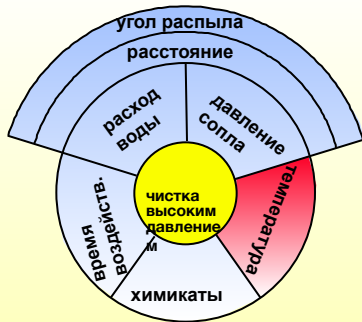 угол распыла
расстояние
расход
воды
давление
сопла
время
воздейств.
температура
чистка
высоким
давление
м
химикаты